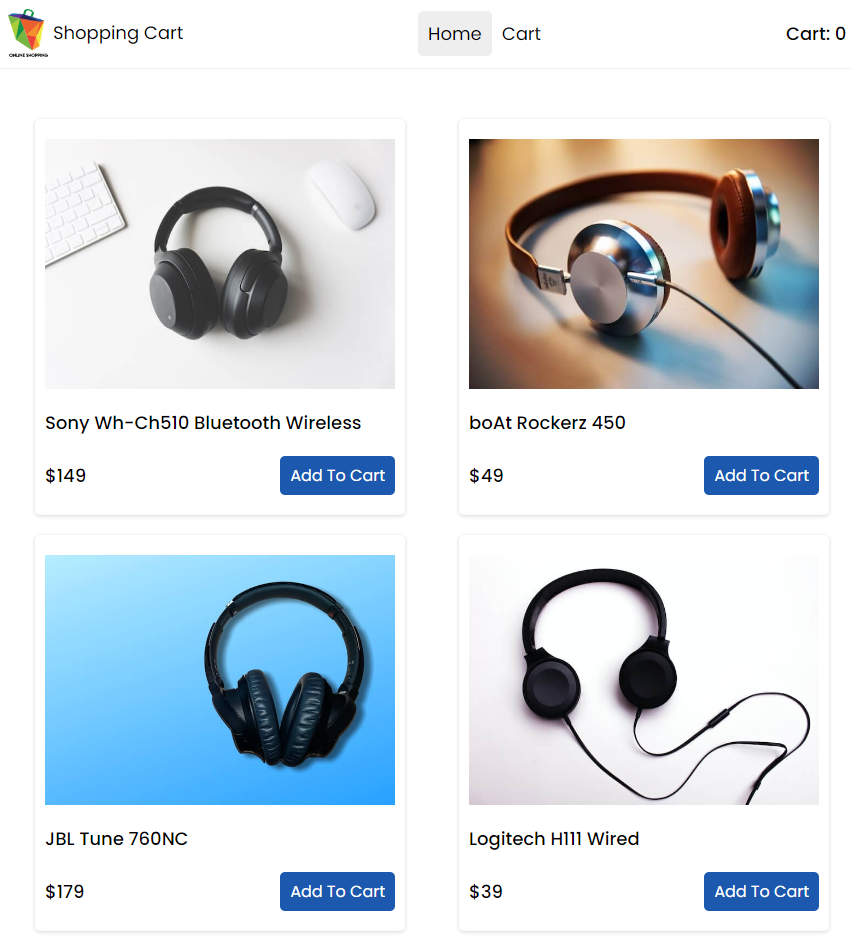 Shopping Cart
Home
Cart
Cart: 0
ONLINE SHOPPING
Sony Wh-Ch510 Bluetooth Wireless
$149
Add To Cart
boAt Rockerz 450
$49
Add To Cart
JBL Tune 760NC
$179
Add To Cart
Logitech H111 Wired
$39
Add To Cart